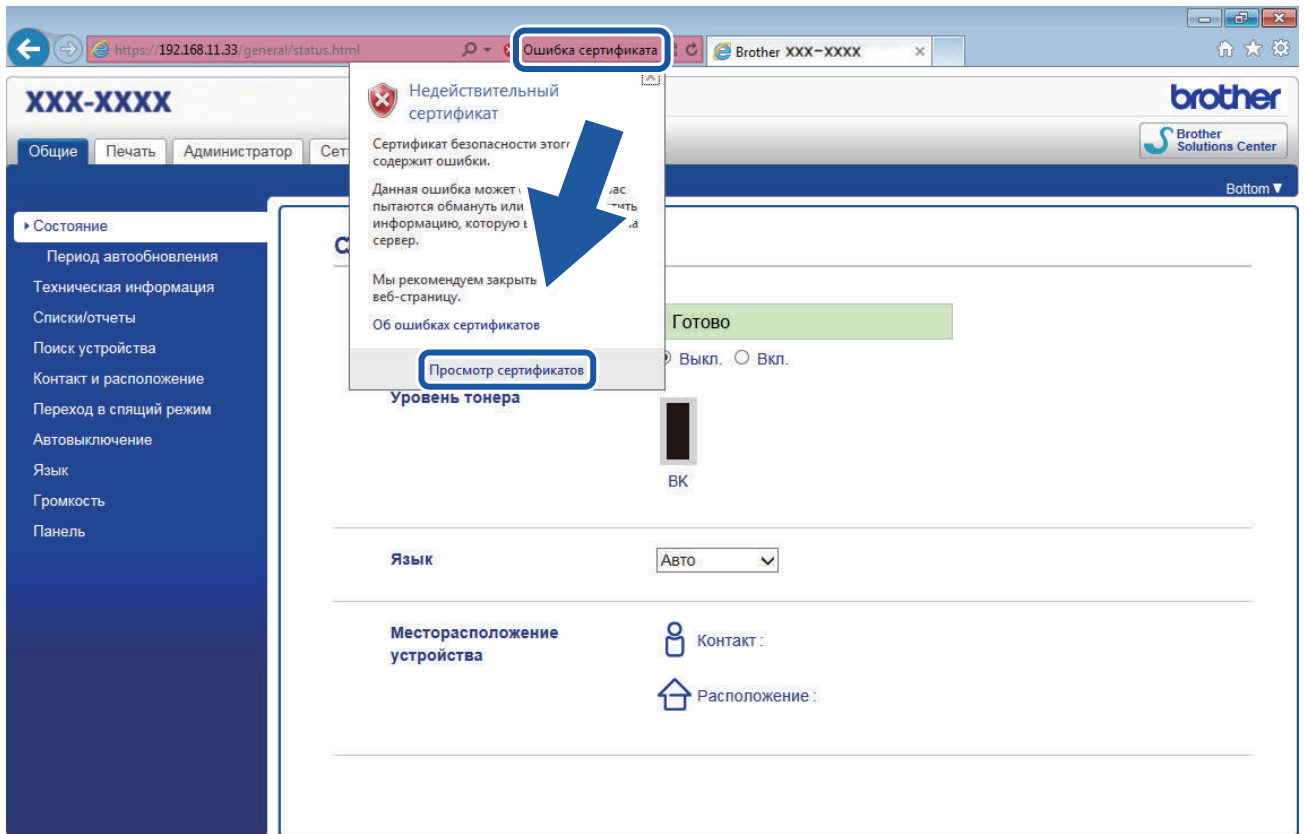 https://192.168.11.33/general/status.html
Ошибка сертификата
Brother XXX-XXXX
XXX-XXXX
brother
Brother
Solutions Center
Общие
Печать
Администратор
Недействительный
сертификат
Сертификат безопасности
содержит ошибки.
Данная ошибка может
пытаются обмануть или
информацию, которую
сервер.
Мы рекомендуем закрыть
веб-страницу.
Об ошибках сертификатов
Просмотр сертификатов
Bottom▼
Состояние
Период автообновления
Техническая информация
Списки/отчеты
Поиск устройства
Контакт и расположение
Переход в спящий режим
Автовыключение
Язык
Громкость
Панель
Готово
Выкл. Вкл.
Уровень тонера
BK
Язык
Авто
Месторасположение
устройства
Контакт :
Расположение :